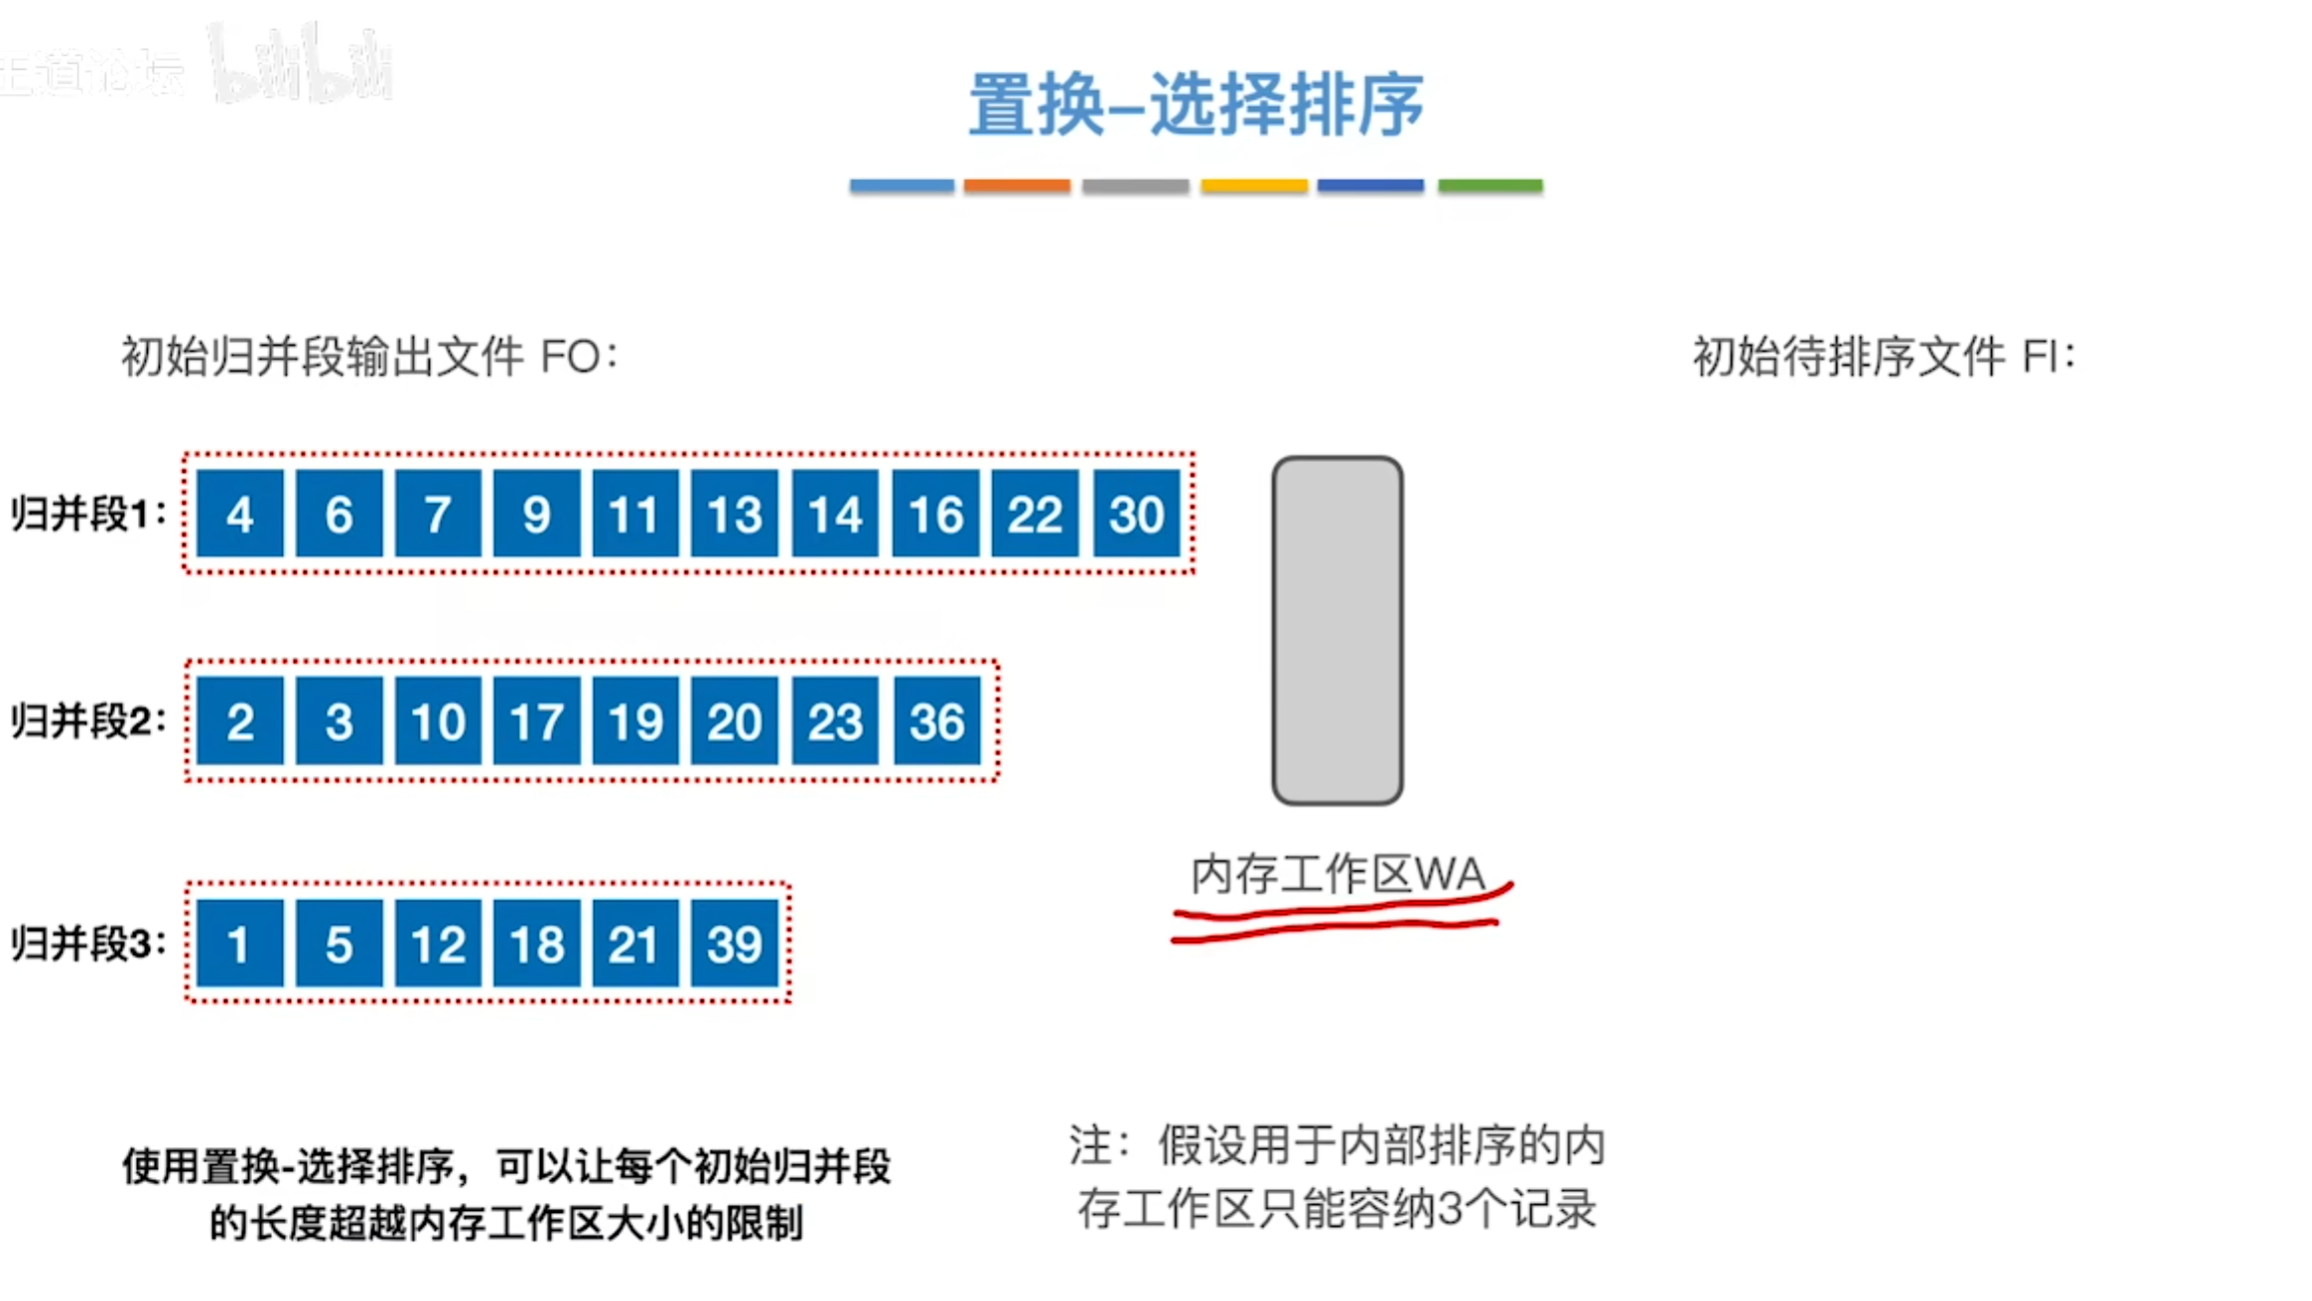 王道论坛 bilibili
置换-选择排序
初始归并段输出文件 FO：
初始待排序文件 FI：
归并段1： 4 6 7 9 11 13 14 16 22 30
归并段2： 2 3 10 17 19 20 23 36
内存工作区WA
归并段3： 1 5 12 18 21 39
使用置换-选择排序，可以让每个初始归并段
的长度超越内存工作区大小的限制
注：假设用于内部排序的内
存工作区只能容纳3个记录